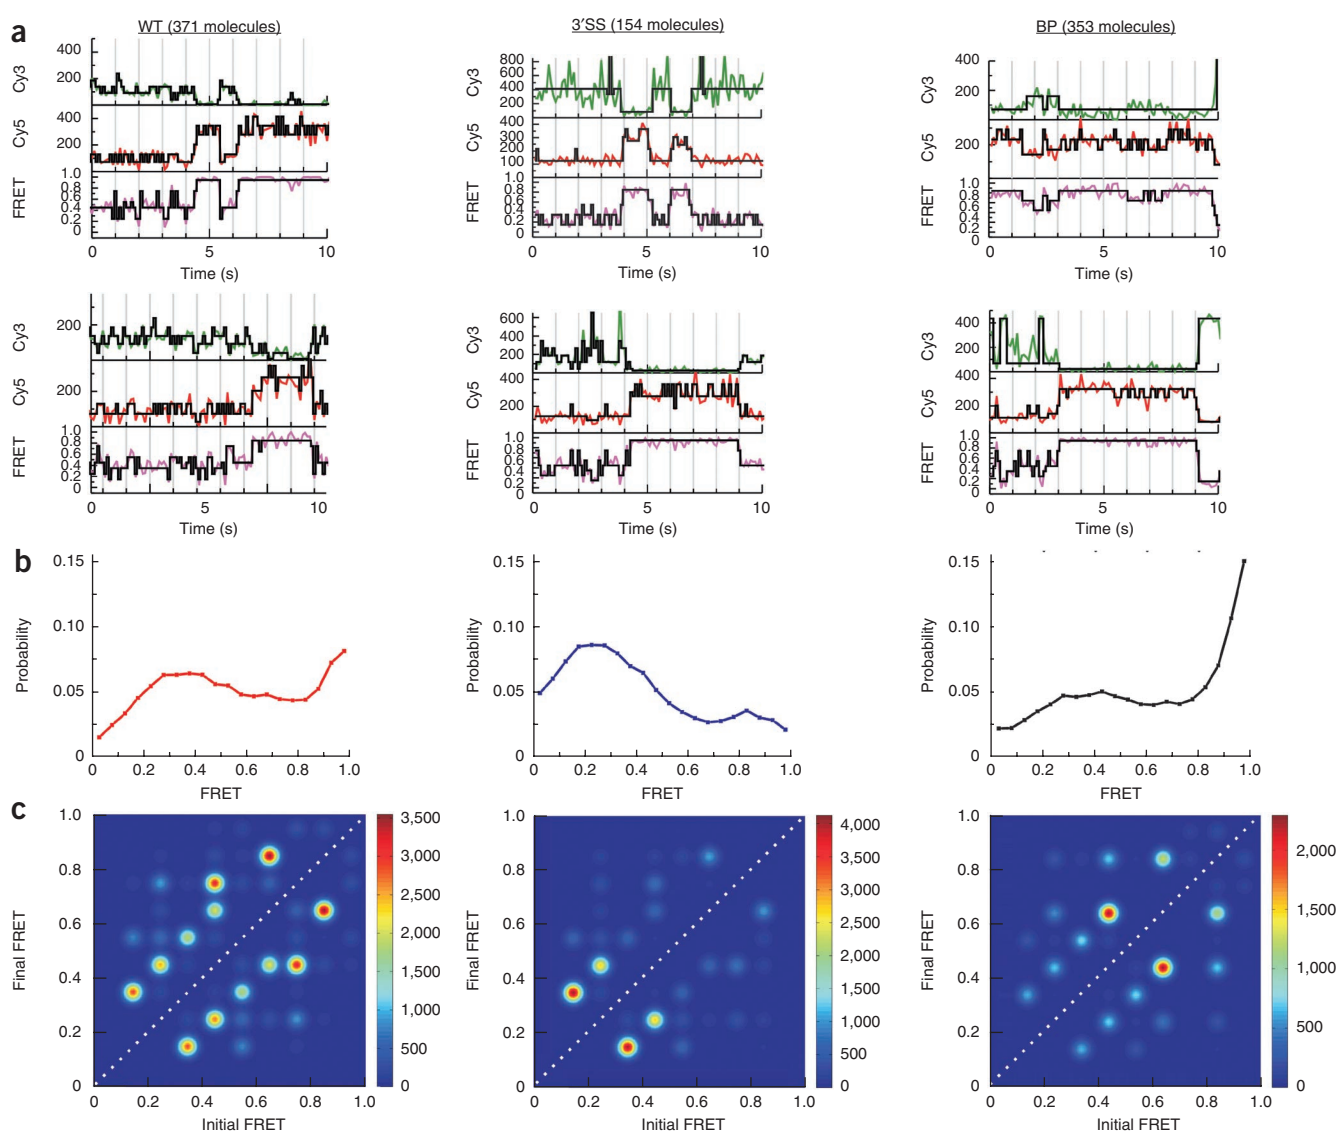 a
WT (371 molecules)
3′SS (154 molecules)
BP (353 molecules)
Cy3
400
200
Cy5
400
200
FRET
1.0
0.8
0.6
0.4
0.2
0
0
5
10
Time (s)
Cy3
800
600
400
200
Cy5
400
300
200
100
FRET
1.0
0.8
0.6
0.4
0.2
0
0
5
10
Time (s)
Cy3
400
200
Cy5
200
FRET
1.0
0.8
0.6
0.4
0.2
0
0
5
10
Time (s)
Cy3
200
Cy5
200
FRET
1.0
0.8
0.6
0.4
0.2
0
0
5
10
Time (s)
Cy3
600
400
200
Cy5
400
200
FRET
1.0
0.8
0.6
0.4
0.2
0
0
5
10
Time (s)
Cy3
400
200
Cy5
400
200
FRET
1.0
0.8
0.6
0.4
0.2
0
0
5
10
Time (s)
b
Probability
0.15
0.10
0.05
0
0 0.2 0.4 0.6 0.8 1.0
FRET
Probability
0.15
0.10
0.05
0
0 0.2 0.4 0.6 0.8 1.0
FRET
Probability
0.15
0.10
0.05
0
0 0.2 0.4 0.6 0.8 1.0
FRET
c
Final FRET
1.0
0.8
0.6
0.4
0.2
0
0 0.2 0.4 0.6 0.8 1.0
Initial FRET
3,500
3,000
2,500
2,000
1,500
1,000
500
0
Final FRET
1.0
0.8
0.6
0.4
0.2
0
0 0.2 0.4 0.6 0.8 1.0
Initial FRET
4,000
3,500
3,000
2,500
2,000
1,500
1,000
500
0
Final FRET
1.0
0.8
0.6
0.4
0.2
0
0 0.2 0.4 0.6 0.8 1.0
Initial FRET
2,000
1,500
1,000
500
0